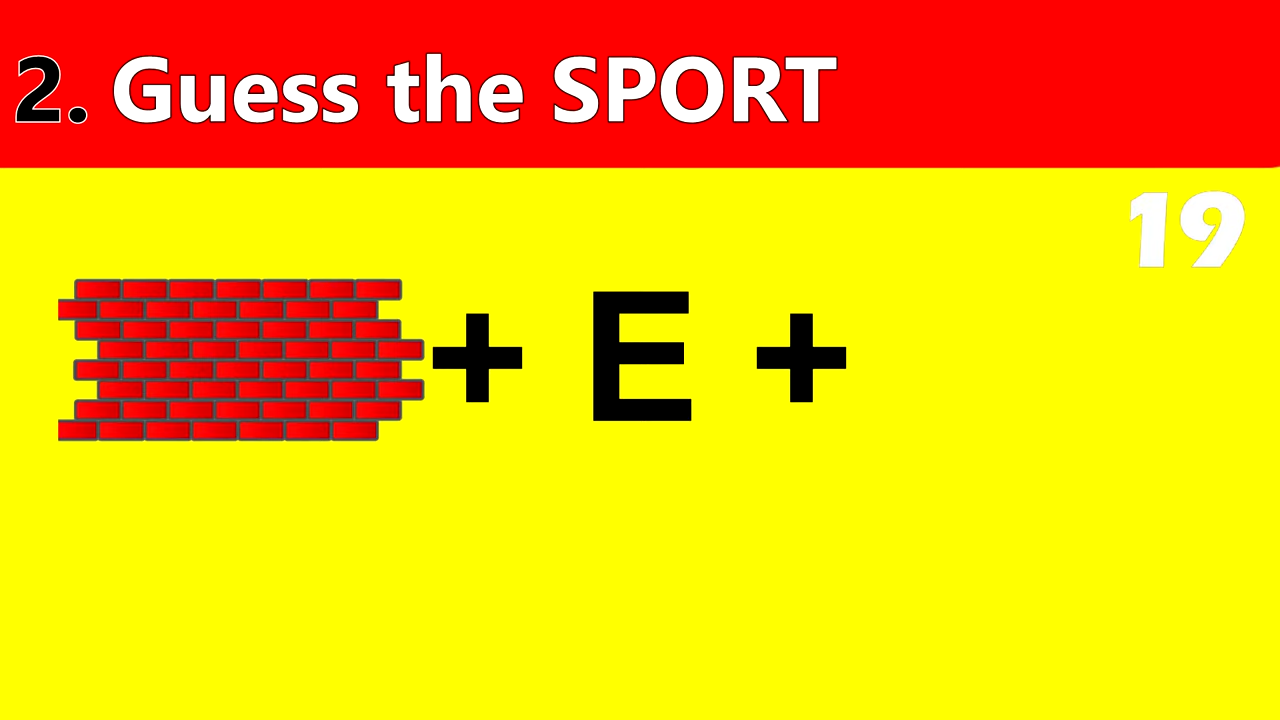 2. Guess the SPORT
19
+ E +